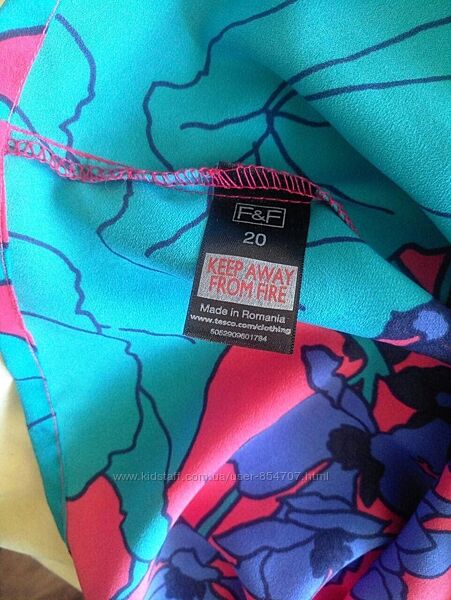 F&F
20
KEEP AWAY
FROM FIRE
Made in Romania
www.tesco.com/clothing
5052909601784
www.kidstaff.com.ua/user-854707.html